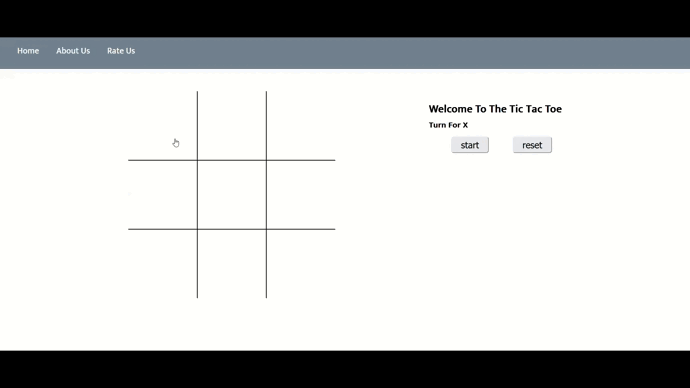 Home About Us Rate Us
Welcome To The Tic Tac Toe
Turn For X
start reset